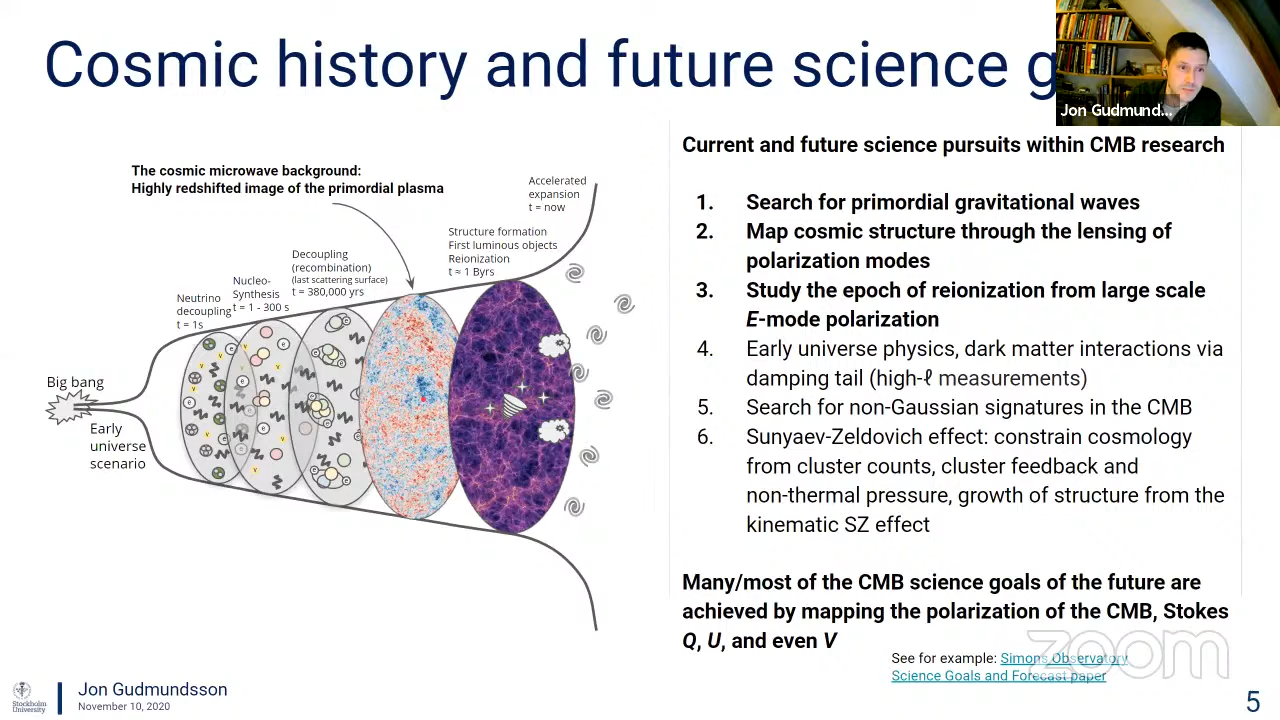 Cosmic history and future science g
Jon Gudmund...
The cosmic microwave background:
Highly redshifted image of the primordial plasma
Accelerated
expansion
t = now
Structure formation
First luminous objects
Reionization
t ≈ 1 Byrs
Decoupling
(recombination)
(last scattering surface)
t = 380,000 yrs
Nucleo-
Synthesis
t = 1 - 300 s
Neutrino
decoupling
t = 1s
Big bang
Early
universe
scenario
Current and future science pursuits within CMB research
1. Search for primordial gravitational waves
2. Map cosmic structure through the lensing of
polarization modes
3. Study the epoch of reionization from large scale
E-mode polarization
4. Early universe physics, dark matter interactions via
damping tail (high-ℓ measurements)
5. Search for non-Gaussian signatures in the CMB
6. Sunyaev-Zeldovich effect: constrain cosmology
from cluster counts, cluster feedback and
non-thermal pressure, growth of structure from the
kinematic SZ effect
Many/most of the CMB science goals of the future are
achieved by mapping the polarization of the CMB, Stokes
Q, U, and even V
See for example: Simons Observatory
Science Goals and Forecast paper
zoom
Stockholm
University
Jon Gudmundsson
November 10, 2020
5